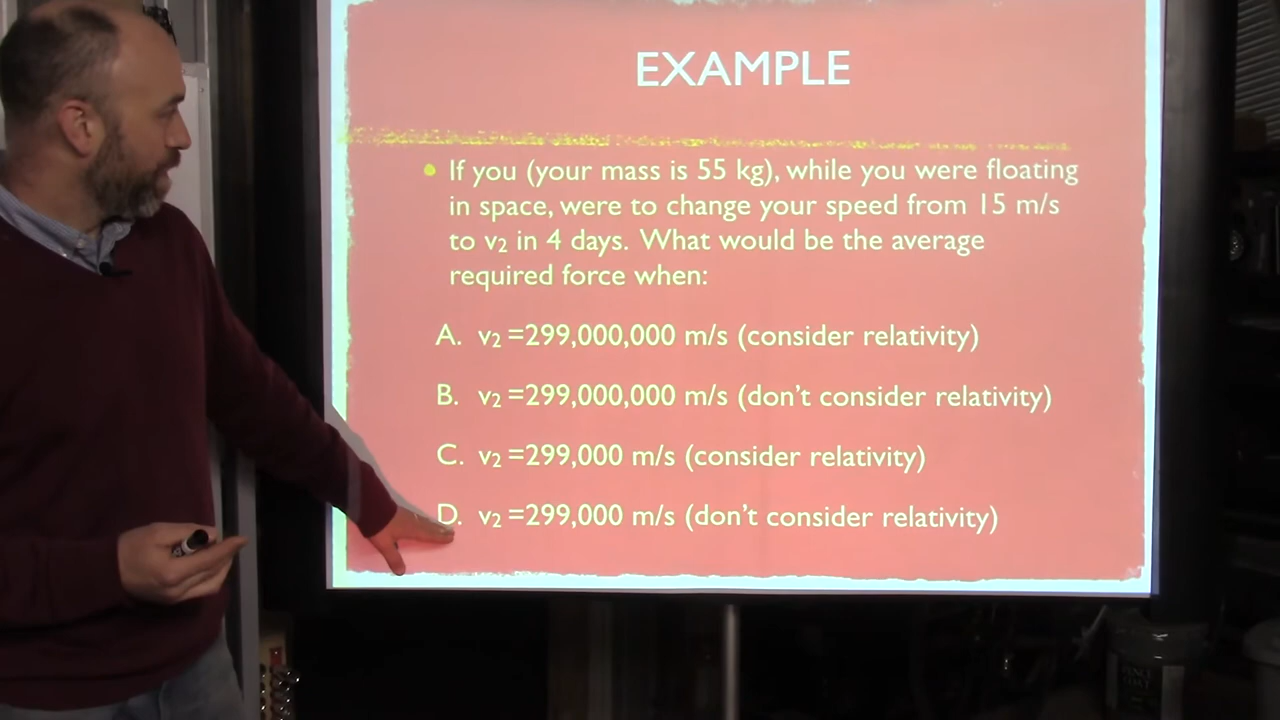 EXAMPLE
If you (your mass is 55 kg), while you were floating
in space, were to change your speed from 15 m/s
to v₂ in 4 days. What would be the average
required force when:
A. v₂ =299,000,000 m/s (consider relativity)
B. v₂ =299,000,000 m/s (don't consider relativity)
C. v₂ =299,000 m/s (consider relativity)
D. v₂ =299,000 m/s (don't consider relativity)